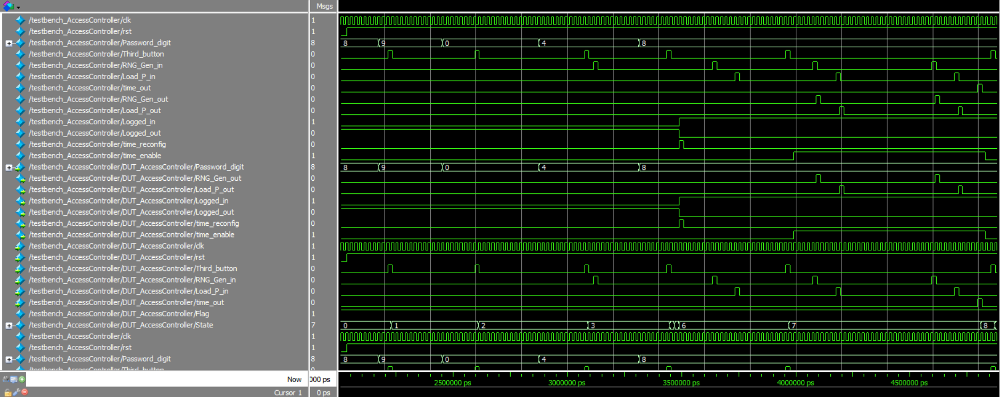 Msgs
/testbench_AccessController/clk 1
/testbench_AccessController/rst 1
/testbench_AccessController/Password_digit 8 8 9 0 4 8
/testbench_AccessController/Third_button 0
/testbench_AccessController/RNG_Gen_in 0
/testbench_AccessController/Load_P_in 0
/testbench_AccessController/time_out 0
/testbench_AccessController/RNG_Gen_out 0
/testbench_AccessController/Load_P_out 0
/testbench_AccessController/Logged_in 1
/testbench_AccessController/Logged_out 0
/testbench_AccessController/time_reconfig 0
/testbench_AccessController/time_enable 1
/testbench_AccessController/DUT_AccessController/Password_digit 8 8 9 0 4 8
/testbench_AccessController/DUT_AccessController/RNG_Gen_out 0
/testbench_AccessController/DUT_AccessController/Load_P_out 0
/testbench_AccessController/DUT_AccessController/Logged_in 1
/testbench_AccessController/DUT_AccessController/Logged_out 0
/testbench_AccessController/DUT_AccessController/time_reconfig 0
/testbench_AccessController/DUT_AccessController/time_enable 1
/testbench_AccessController/DUT_AccessController/clk 1
/testbench_AccessController/DUT_AccessController/rst 1
/testbench_AccessController/DUT_AccessController/Third_button 0
/testbench_AccessController/DUT_AccessController/RNG_Gen_in 0
/testbench_AccessController/DUT_AccessController/Load_P_in 0
/testbench_AccessController/DUT_AccessController/time_out 0
/testbench_AccessController/DUT_AccessController/Flag 1
/testbench_AccessController/DUT_AccessController/State 7 0 1 2 3 6 7 8
/testbench_AccessController/clk 1
/testbench_AccessController/rst 1
/testbench_AccessController/Password_digit 8 8 9 0 4 8
/testbench_AccessController/Third_button 0
Now 000 ps 2500000 ps 3000000 ps 3500000 ps 4000000 ps 4500000 ps
Cursor 1 0 ps